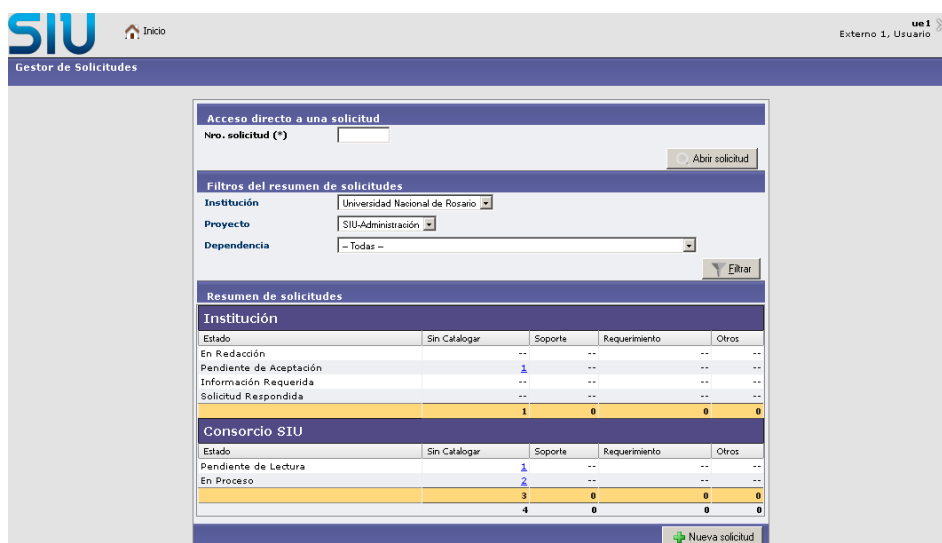 SIU
Inicio
ue1
Externo 1, Usuario
Gestor de Solicitudes
Acceso directo a una solicitud
Nro. solicitud (*)
Abrir solicitud
Filtros del resumen de solicitudes
Institución Universidad Nacional de Rosario
Proyecto SIU-Administración
Dependencia -- Todas --
Filtrar
Resumen de solicitudes
Institución
Estado Sin Catalogar Soporte Requerimiento Otros
En Redacción -- -- -- --
Pendiente de Aceptación 1 -- -- --
Información Requerida -- -- -- --
Solicitud Respondida -- -- -- --
1 0 0 0
Consorcio SIU
Estado Sin Catalogar Soporte Requerimiento Otros
Pendiente de Lectura 1 -- -- --
En Proceso 2 -- -- --
3 0 0 0
4 0 0 0
Nueva solicitud